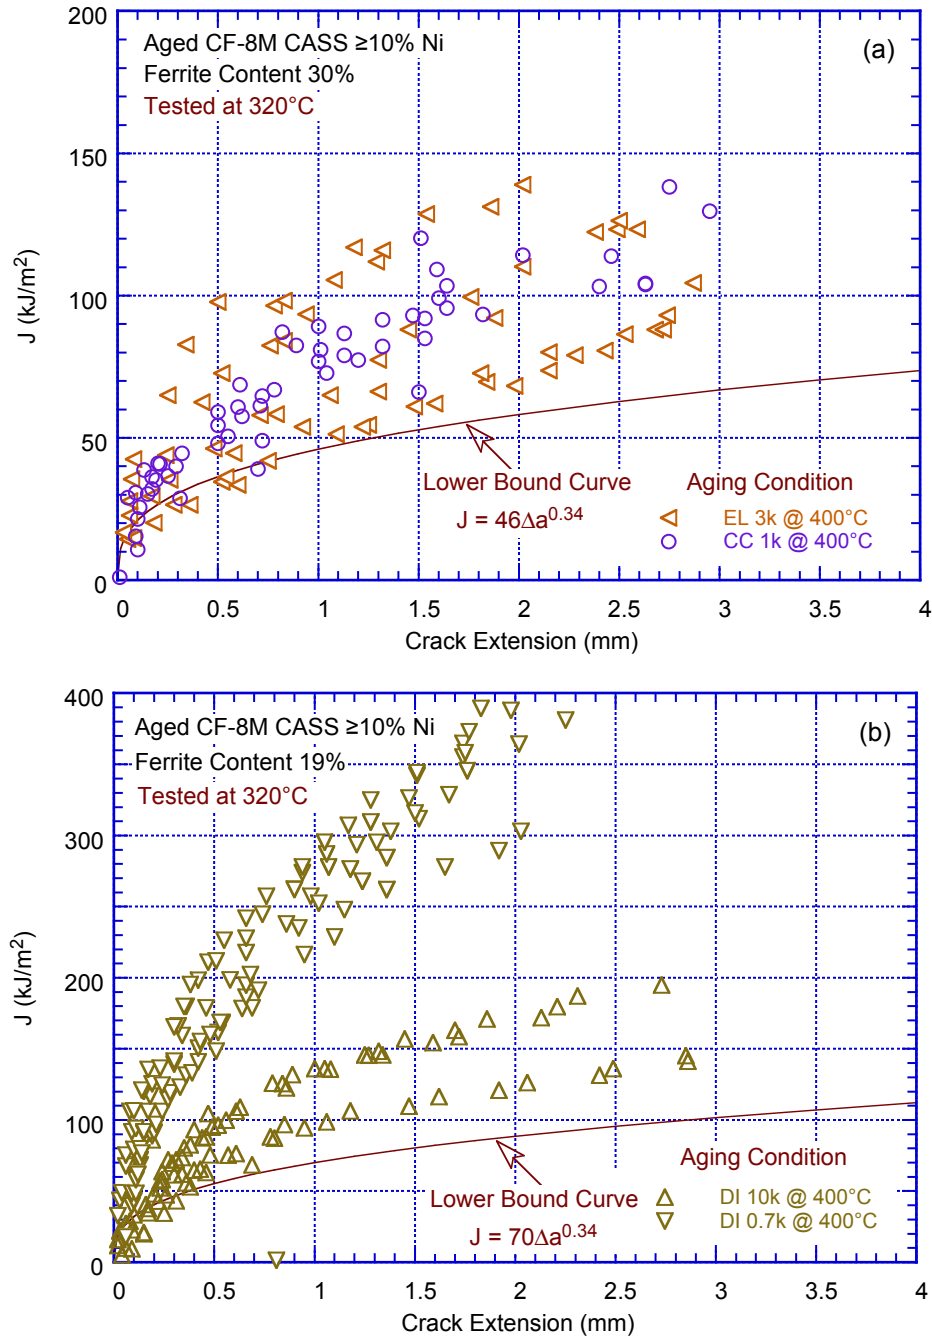 Aged CF-8M CASS ≥10% Ni
Ferrite Content 30%
Tested at 320°C
(a)
200
150
100
50
0
J (kJ/m²)
Lower Bound Curve
J = 46Δa^0.34
Aging Condition
EL 3k @ 400°C
CC 1k @ 400°C
0 0.5 1 1.5 2 2.5 3 3.5 4
Crack Extension (mm)
Aged CF-8M CASS ≥10% Ni
Ferrite Content 19%
Tested at 320°C
(b)
400
300
200
100
0
J (kJ/m²)
Lower Bound Curve
J = 70Δa^0.34
Aging Condition
DI 10k @ 400°C
DI 0.7k @ 400°C
0 0.5 1 1.5 2 2.5 3 3.5 4
Crack Extension (mm)